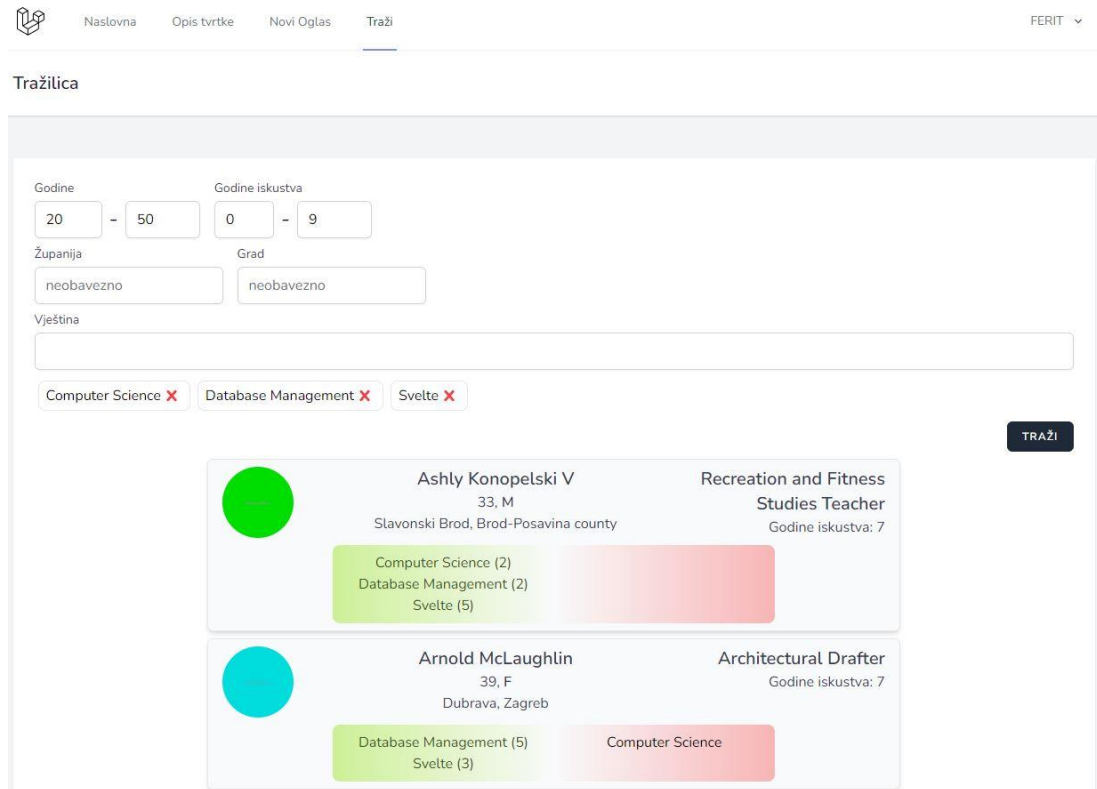 Naslovna Opis tvrtke Novi Oglas Traži FERIT
Tražilica
Godine Godine iskustva
20 - 50 0 - 9
Županija Grad
neobavezno neobavezno
Vještina
Computer Science Database Management Svelte
TRAŽI
Ashly Konopelski V
33, M
Slavonski Brod, Brod-Posavina county
Recreation and Fitness
Studies Teacher
Godine iskustva: 7
Computer Science (2)
Database Management (2)
Svelte (5)
Arnold McLaughlin
39, F
Dubrava, Zagreb
Architectural Drafter
Godine iskustva: 7
Database Management (5)
Svelte (3)
Computer Science